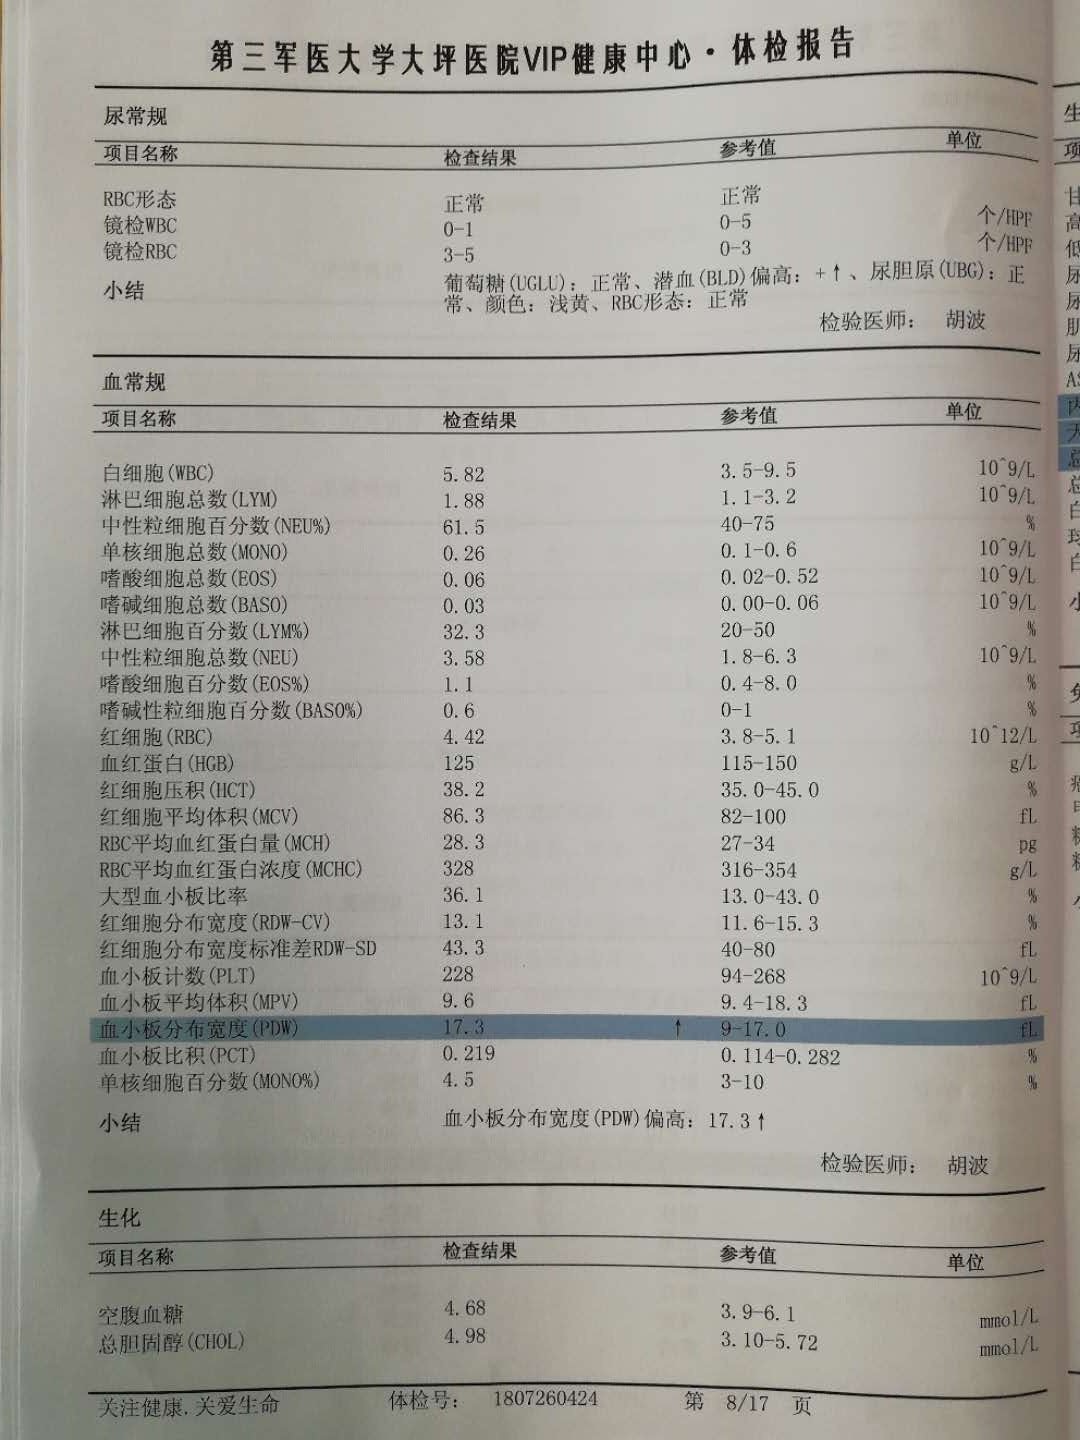 第三军医大学大坪医院VIP健康中心·体检报告
尿常规
项目名称 检查结果 参考值 单位
RBC形态 正常 正常
镜检WBC 0-1 0-5 个/HPF
镜检RBC 3-5 0-3 个/HPF
小结 葡萄糖(UGLU)：正常、潜血(BLD)偏高：+↑、尿胆原(UBG)：正
常、颜色：浅黄、RBC形态：正常
检验医师： 胡波
血常规
项目名称 检查结果 参考值 单位
白细胞(WBC) 5.82 3.5-9.5 10^9/L
淋巴细胞总数(LYM) 1.88 1.1-3.2 10^9/L
中性粒细胞百分数(NEU%) 61.5 40-75 %
单核细胞总数(MONO) 0.26 0.1-0.6 10^9/L
嗜酸细胞总数(EOS) 0.06 0.02-0.52 10^9/L
嗜碱细胞总数(BASO) 0.03 0.00-0.06 10^9/L
淋巴细胞百分数(LYM%) 32.3 20-50 %
中性粒细胞总数(NEU) 3.58 1.8-6.3 10^9/L
嗜酸细胞百分数(EOS%) 1.1 0.4-8.0 %
嗜碱性粒细胞百分数(BASO%) 0.6 0-1 %
红细胞(RBC) 4.42 3.8-5.1 10^12/L
血红蛋白(HGB) 125 115-150 g/L
红细胞压积(HCT) 38.2 35.0-45.0 %
红细胞平均体积(MCV) 86.3 82-100 fL
RBC平均血红蛋白量(MCH) 28.3 27-34 pg
RBC平均血红蛋白浓度(MCHC) 328 316-354 g/L
大型血小板比率 36.1 13.0-43.0 %
红细胞分布宽度(RDW-CV) 13.1 11.6-15.3 %
红细胞分布宽度标准差RDW-SD 43.3 40-80 fL
血小板计数(PLT) 228 94-268 10^9/L
血小板平均体积(MPV) 9.6 9.4-18.3 fL
血小板分布宽度(PDW) 17.3 ↑ 9-17.0 fL
血小板比积(PCT) 0.219 0.114-0.282 %
单核细胞百分数(MONO%) 4.5 3-10 %
小结 血小板分布宽度(PDW)偏高：17.3↑
检验医师： 胡波
生化
项目名称 检查结果 参考值 单位
空腹血糖 4.68 3.9-6.1 mmol/L
总胆固醇(CHOL) 4.98 3.10-5.72 mmol/L
关注健康,关爱生命 体检号： 1807260424 第 8/17 页